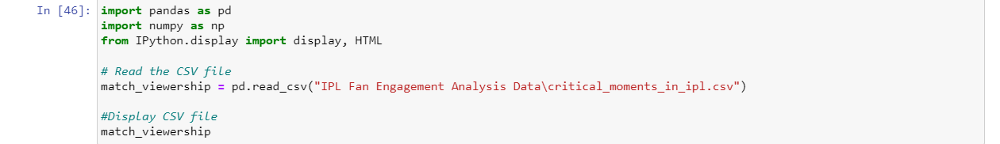 In [46]: import pandas as pd
import numpy as np
from IPython.display import display, HTML
# Read the CSV file
match_viewership = pd.read_csv("IPL Fan Engagement Analysis Data\critical_moments_in_ipl.csv")
#Display CSV file
match_viewership